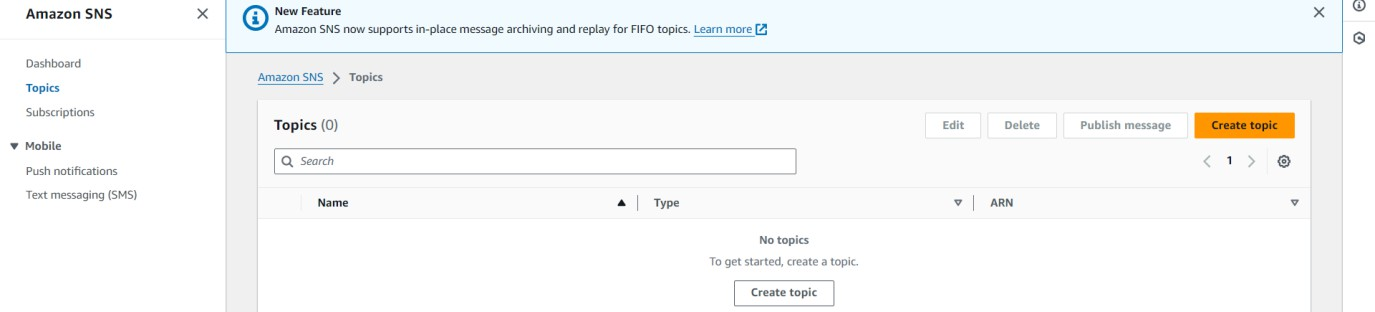 Amazon SNS
Dashboard
Topics
Subscriptions
Mobile
Push notifications
Text messaging (SMS)
New Feature
Amazon SNS now supports in-place message archiving and replay for FIFO topics. Learn more
Amazon SNS > Topics
Topics (0)
Edit Delete Publish message Create topic
Search
1
Name Type ARN
No topics
To get started, create a topic.
Create topic